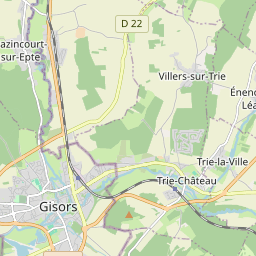 D 22
azincourt-
sur-Epte
Villers-sur-Trie
Énenc
Léa
Trie-la-Ville
Trie-Château
Gisors